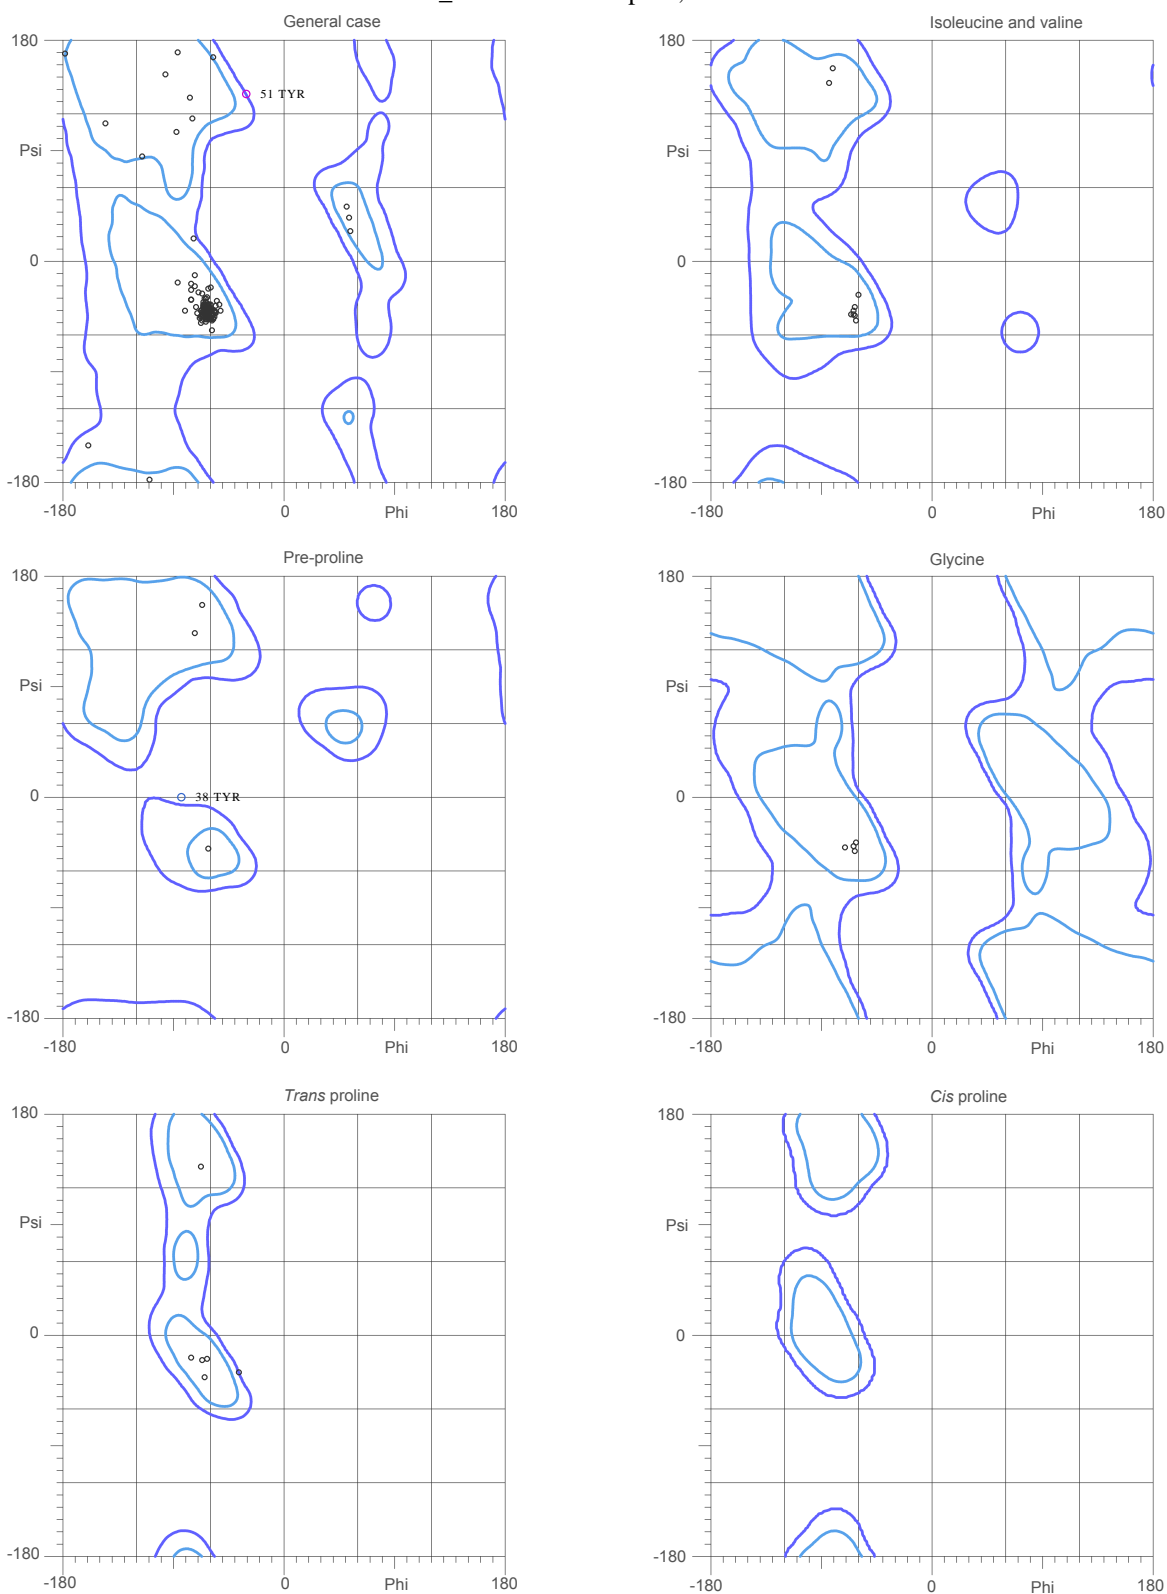 General case
Isoleucine and valine
180
51 TYR
Psi
0
-180
-180
0
Phi
180
180
Psi
0
-180
-180
0
Phi
180
Pre-proline
Glycine
180
Psi
0
38 TYR
-180
-180
0
Phi
180
180
Psi
0
-180
-180
0
Phi
180
Trans proline
Cis proline
180
Psi
0
-180
-180
0
Phi
180
180
Psi
0
-180
-180
0
Phi
180